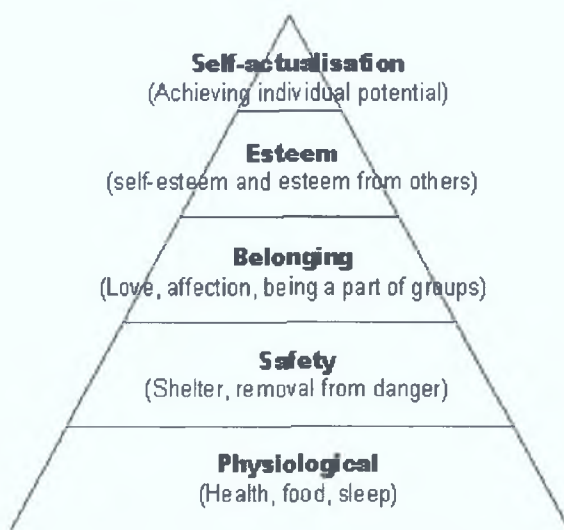 Self-actualisation
(Achieving individual potential)
Esteem
(self-esteem and esteem from others)
Belonging
(Love, affection, being a part of groups)
Safety
(Shelter, removal from danger)
Physiological
(Health, food, sleep)